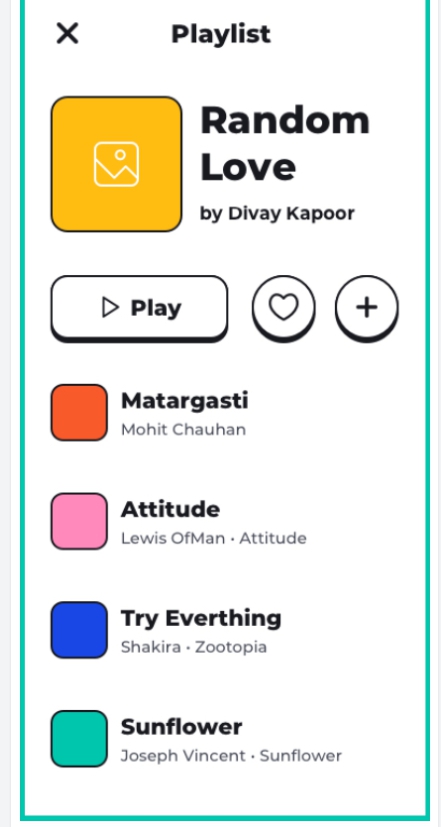 Playlist
Random
Love
by Divay Kapoor
Play
Matargasti
Mohit Chauhan
Attitude
Lewis OfMan · Attitude
Try Everthing
Shakira · Zootopia
Sunflower
Joseph Vincent · Sunflower